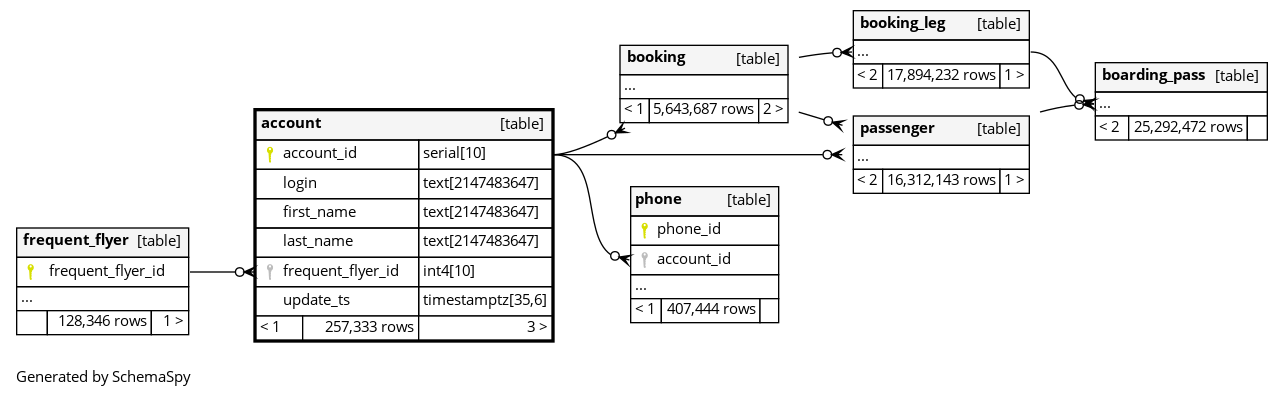 booking_leg [table]
...
< 2 17,894,232 rows 1 >
booking [table]
...
< 1 5,643,687 rows 2 >
boarding_pass [table]
...
< 2 25,292,472 rows
passenger [table]
...
< 2 16,312,143 rows 1 >
account [table]
account_id serial[10]
login text[2147483647]
first_name text[2147483647]
last_name text[2147483647]
frequent_flyer_id int4[10]
update_ts timestamptz[35,6]
< 1 257,333 rows 3 >
phone [table]
phone_id
account_id
...
< 1 407,444 rows
frequent_flyer [table]
frequent_flyer_id
...
128,346 rows 1 >
Generated by SchemaSpy